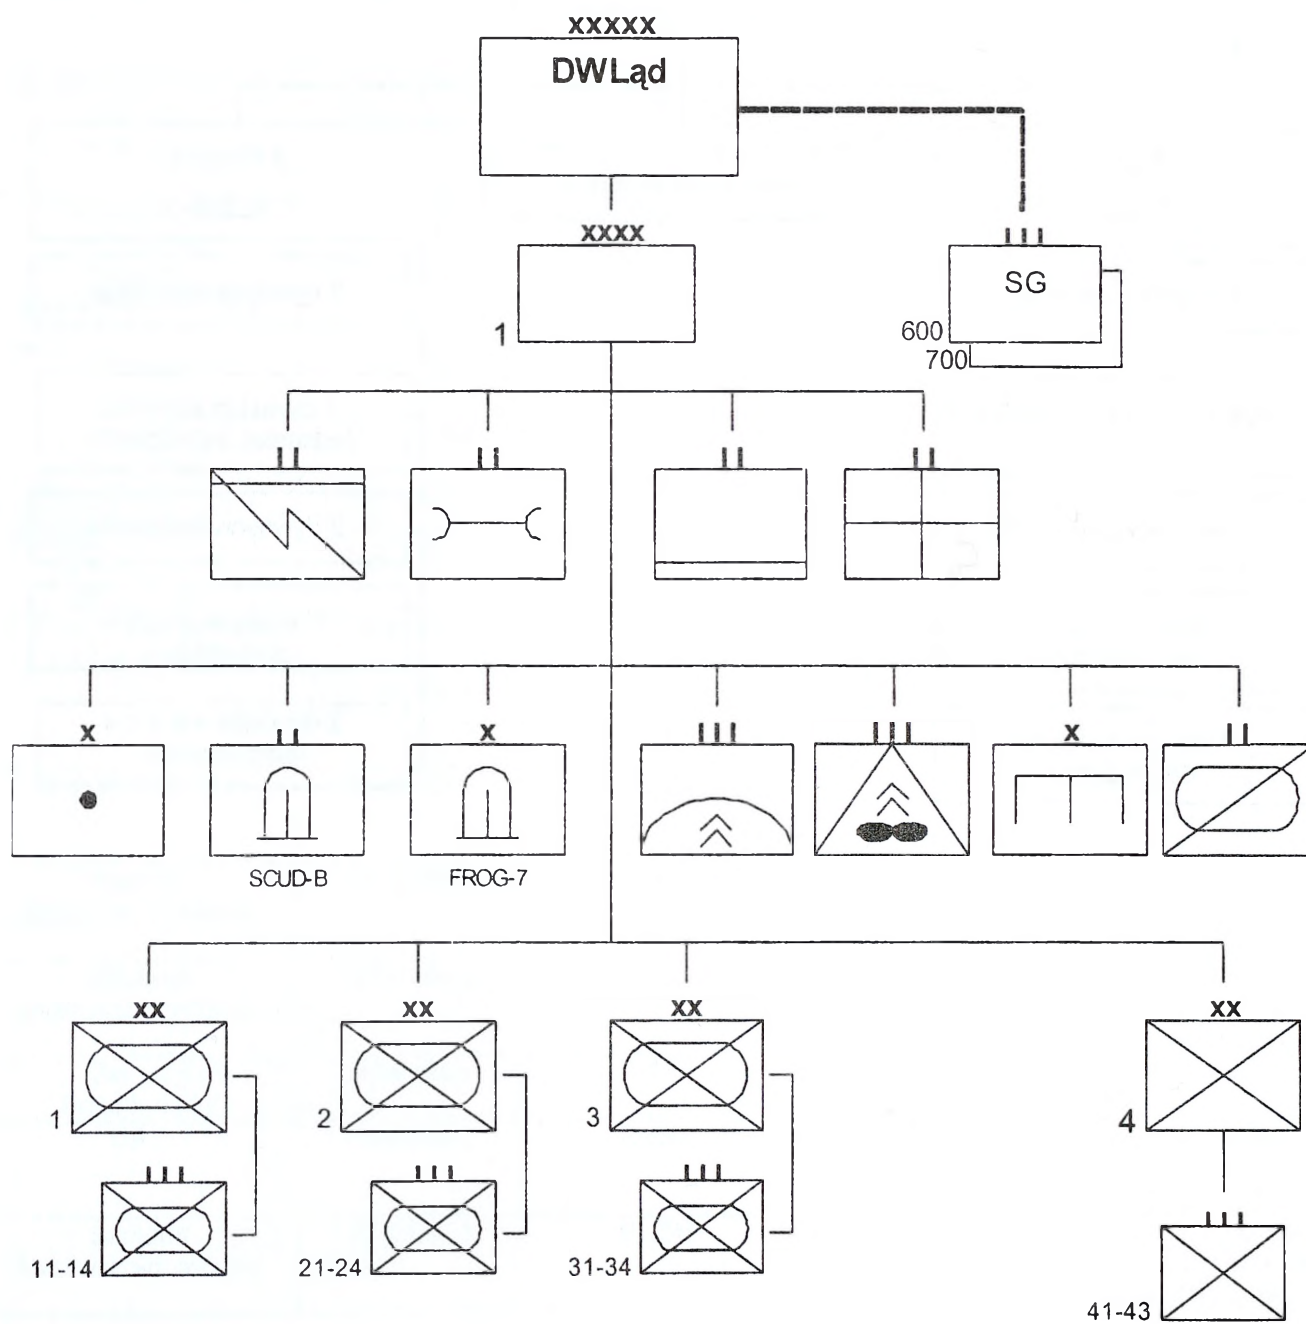 xxxxx
DWLąd
xxxx
1
III
SG
600
700
II
II
II
II
x
II
x
III
III
x
II
SCUD-B
FROG-7
xx
xx
xx
xx
1
2
3
4
III
III
III
11-14
21-24
31-34
III
41-43